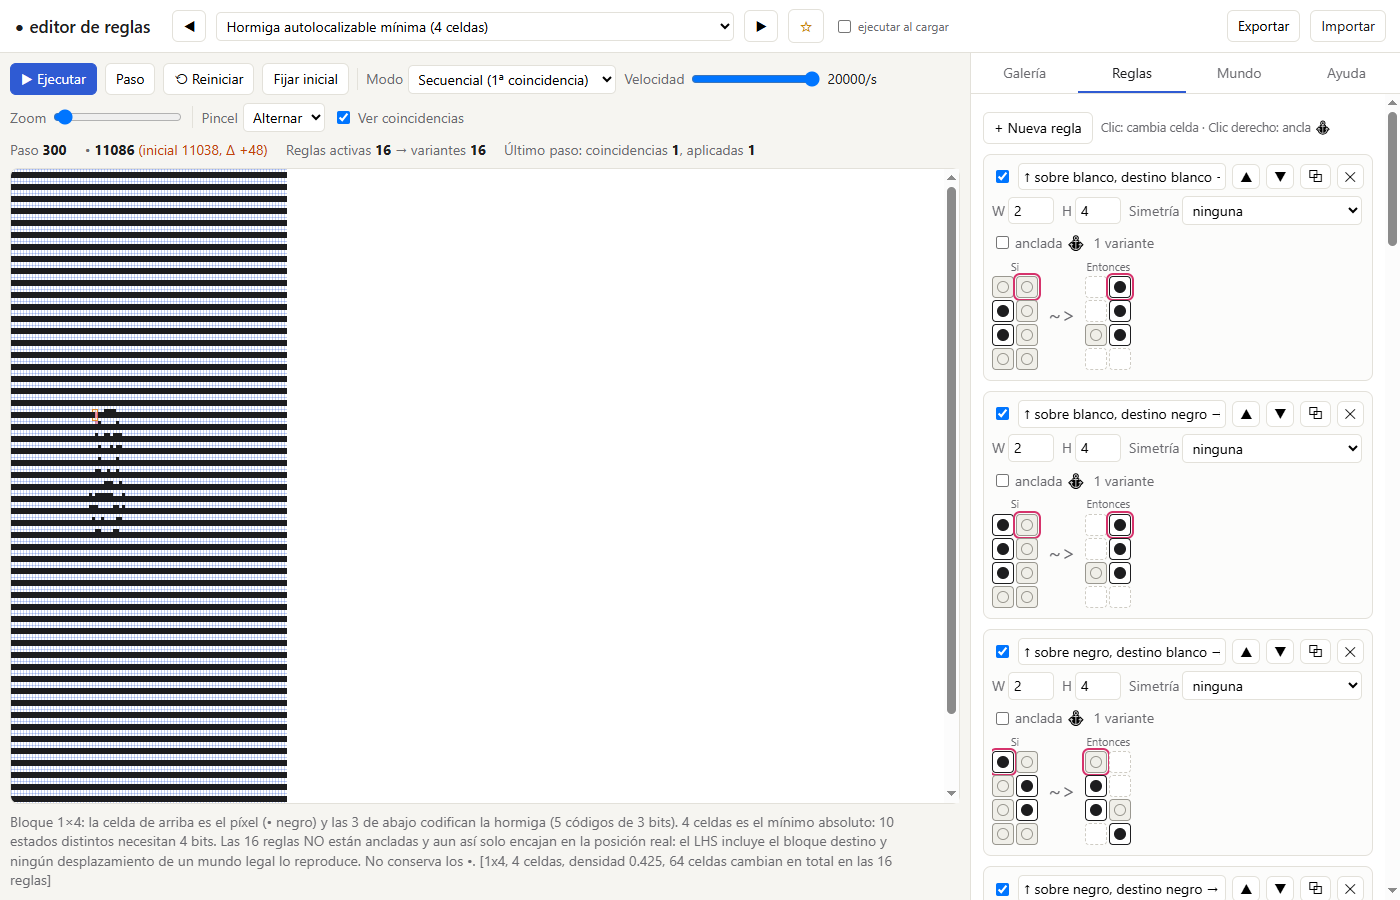 • editor de reglas
◀
Hormiga autolocalizable mínima (4 celdas)
▶
☆
ejecutar al cargar
Exportar
Importar
▶ Ejecutar
Paso
Reiniciar
Fijar inicial
Modo
Secuencial (1ª coincidencia)
Velocidad
20000/s
Zoom
Pincel
Alternar
Ver coincidencias
Paso 300 • 11086 (inicial 11038, Δ +48) Reglas activas 16 → variantes 16 Último paso: coincidencias 1, aplicadas 1
Bloque 1×4: la celda de arriba es el píxel (• negro) y las 3 de abajo codifican la hormiga (5 códigos de 3 bits). 4 celdas es el mínimo absoluto: 10
estados distintos necesitan 4 bits. Las 16 reglas NO están ancladas y aun así solo encajan en la posición real: el LHS incluye el bloque destino y
ningún desplazamiento de un mundo legal lo reproduce. No conserva los •. [1x4, 4 celdas, densidad 0.425, 64 celdas cambian en total en las 16
reglas]
Galería
Reglas
Mundo
Ayuda
+ Nueva regla
Clic: cambia celda · Clic derecho: ancla
↑ sobre blanco, destino blanco
W 2 H 4 Simetría ninguna
anclada 1 variante
Si Entonces
~>
↑ sobre blanco, destino negro
W 2 H 4 Simetría ninguna
anclada 1 variante
Si Entonces
~>
↑ sobre negro, destino blanco
W 2 H 4 Simetría ninguna
anclada 1 variante
Si Entonces
~>
↑ sobre negro, destino negro →